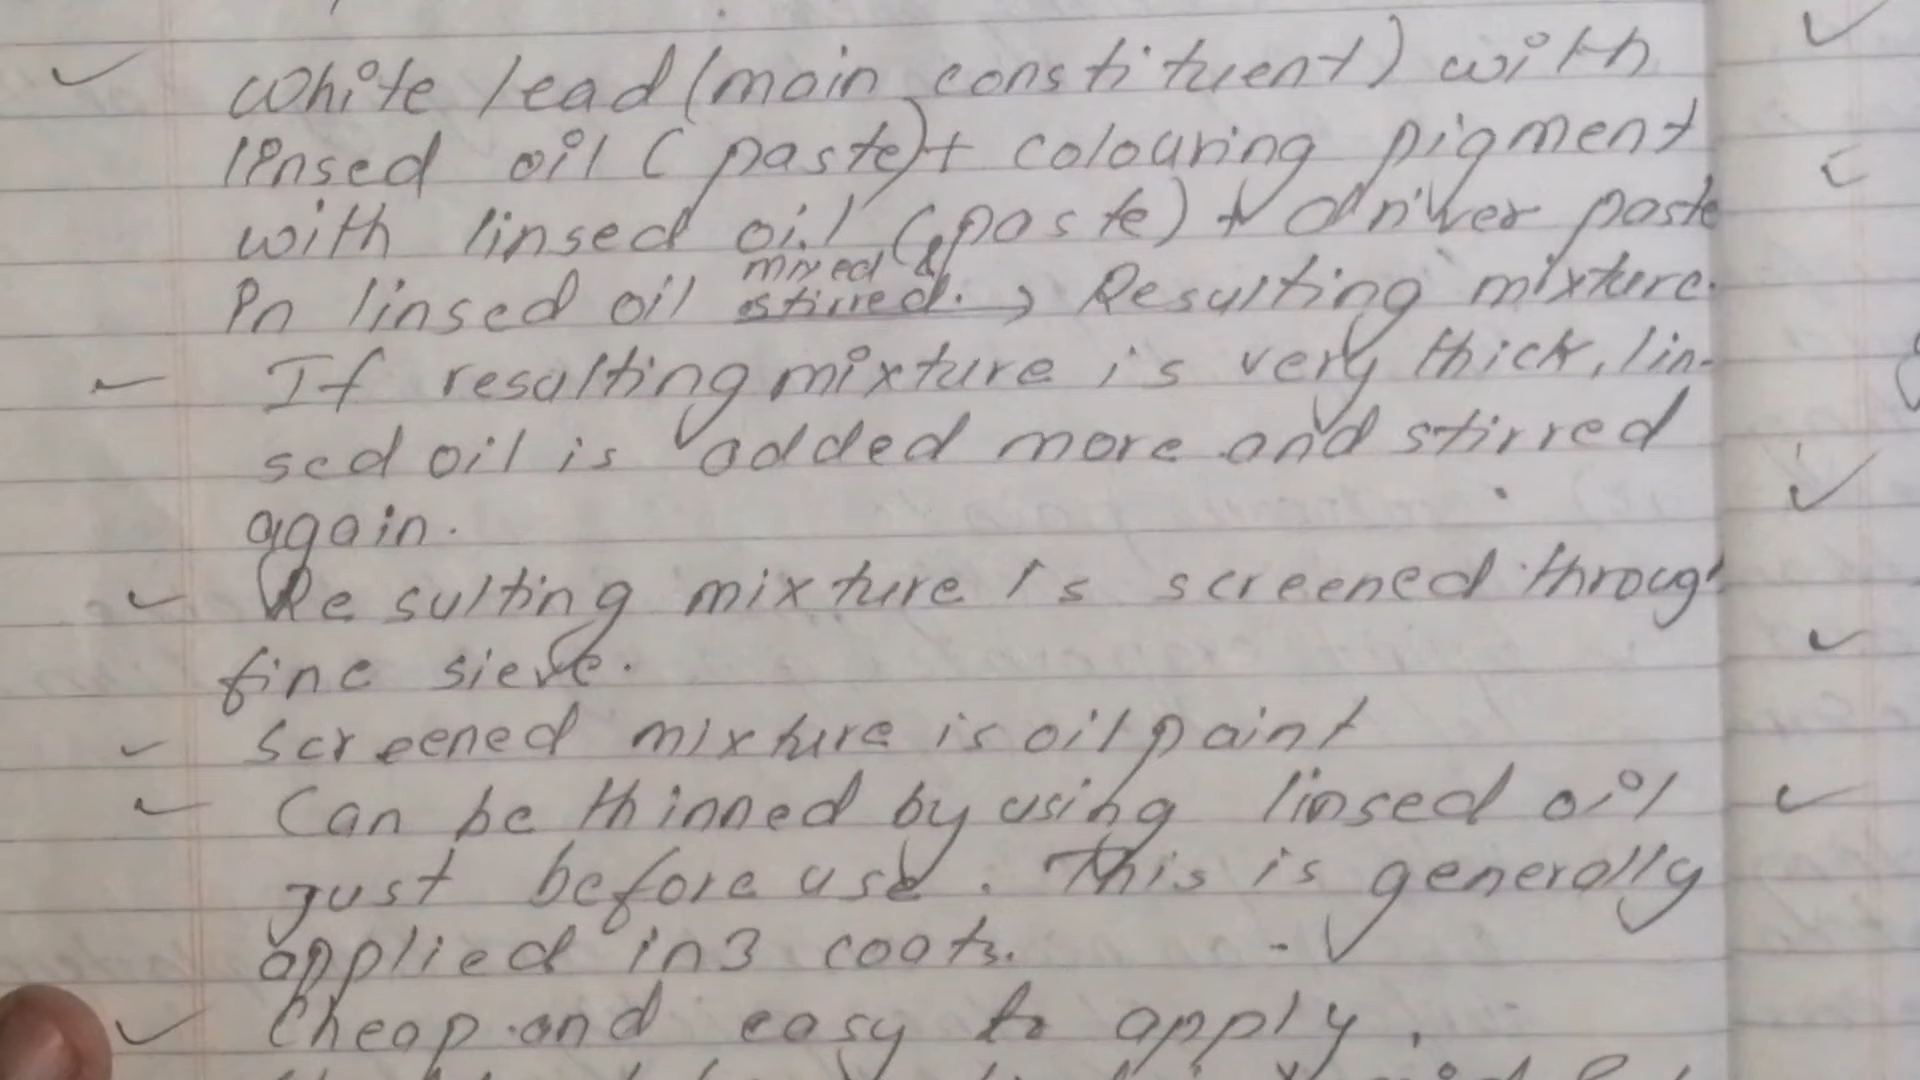 White lead (main constituent) with
linsed oil (paste) + colouring pigment
with linsed oil (paste) + paste
mixed &
in linsed oil stirred. → Resulting mixture.
If resulting mixture is very thick, lin-
sed oil is added more and stirred
again.
Resulting mixture is screened through
fine sieve.
Screened mixture is oil paint
Can be thinned by using linsed oil
just before use. This is generally
applied in 3 coats.
Cheap and easy to apply.